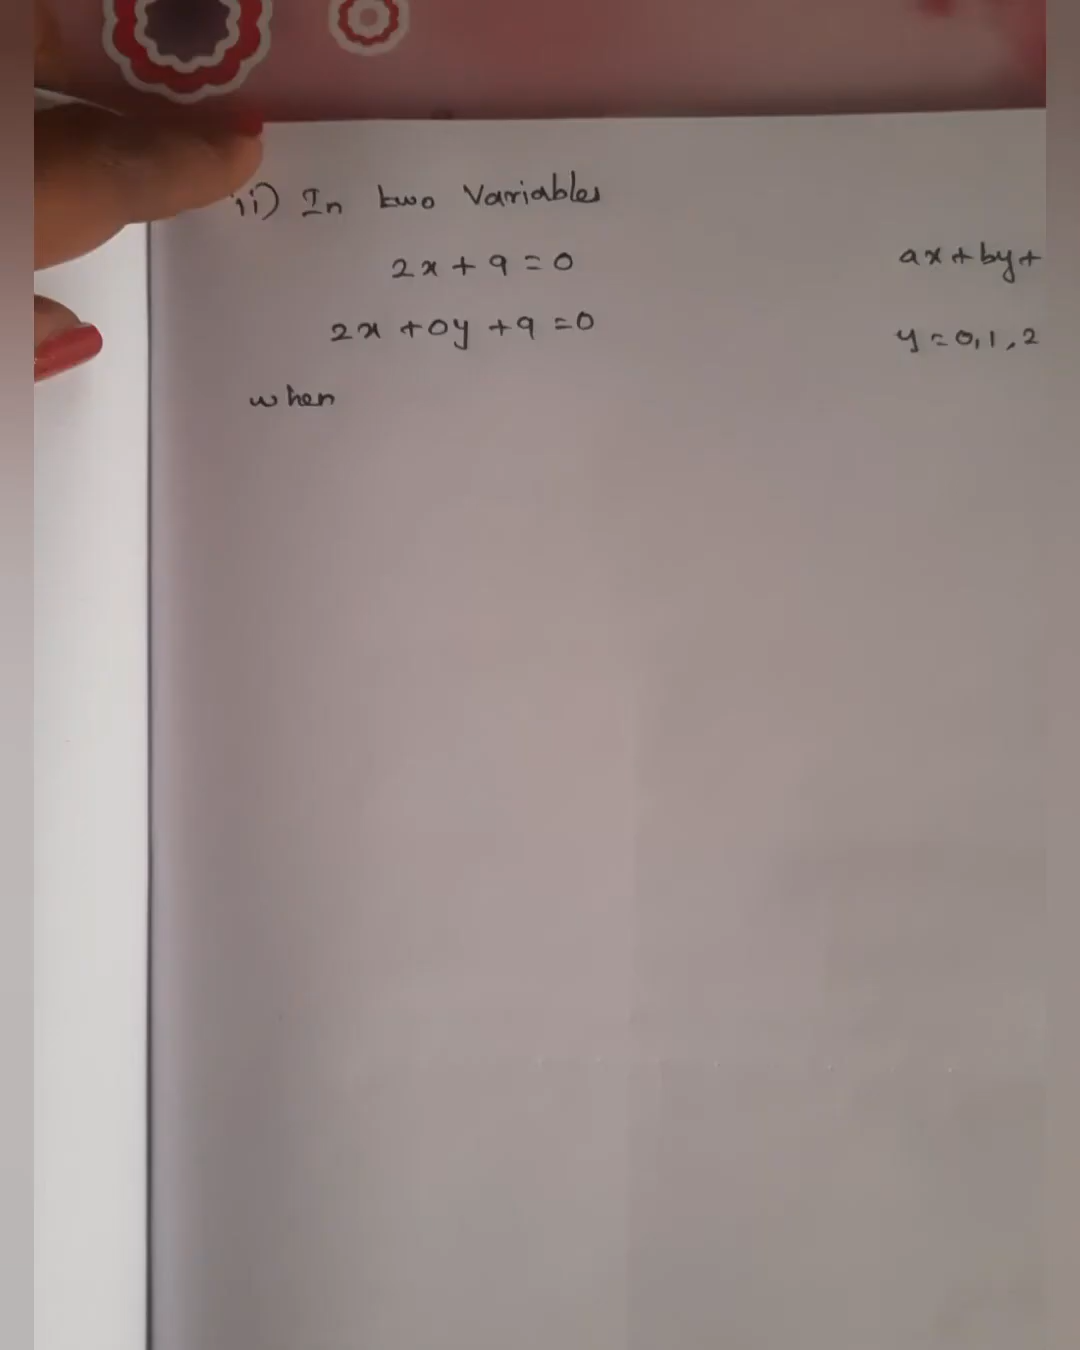 ii) In two Variables
2x + 9 = 0
ax + by +
2x + 0y + 9 = 0
y = 0, 1, 2
when